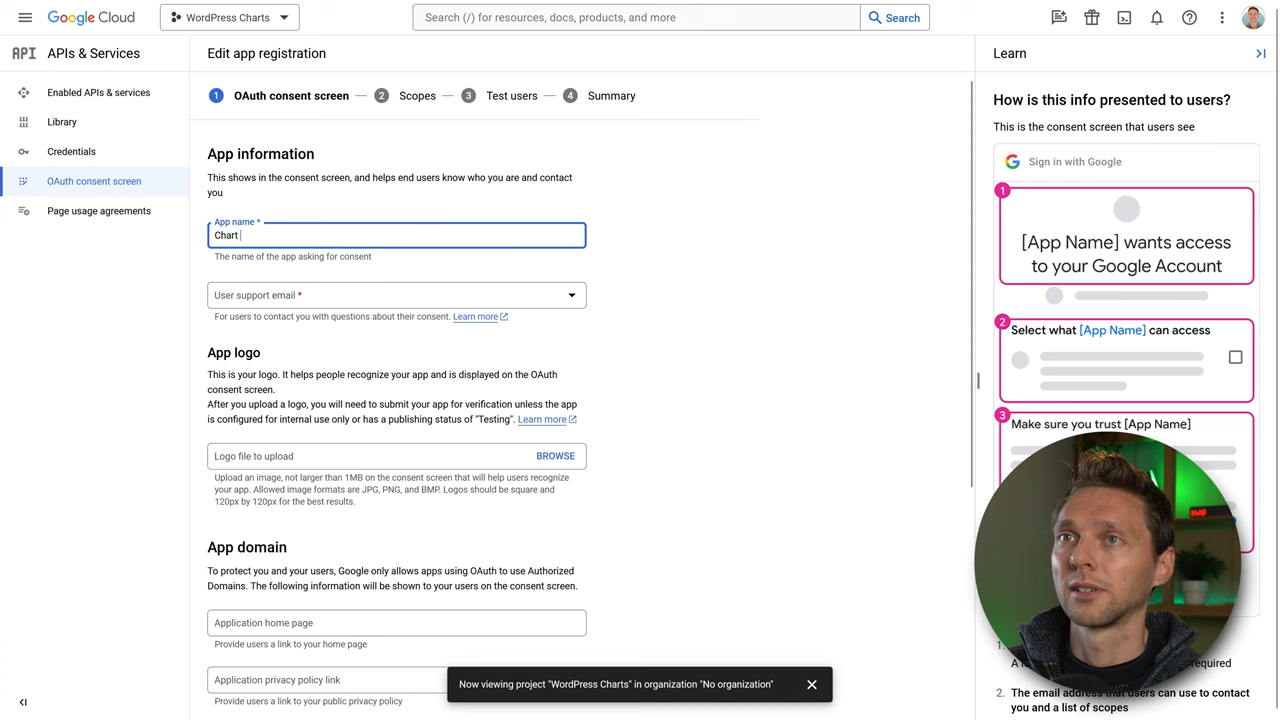 Google Cloud
WordPress Charts
Search (/) for resources, docs, products, and more
Search
API APIs & Services
Enabled APIs & services
Library
Credentials
OAuth consent screen
Page usage agreements
Edit app registration
1 OAuth consent screen — 2 Scopes — 3 Test users — 4 Summary
App information
This shows in the consent screen, and helps end users know who you are and contact
you
App name *
Chart
The name of the app asking for consent
User support email *
For users to contact you with questions about their consent. Learn more
App logo
This is your logo. It helps people recognize your app and is displayed on the OAuth
consent screen.
After you upload a logo, you will need to submit your app for verification unless the app
is configured for internal use only or has a publishing status of "Testing". Learn more
Logo file to upload
BROWSE
Upload an image, not larger than 1MB on the consent screen that will help users recognize
your app. Allowed image formats are JPG, PNG, and BMP. Logos should be square and
120px by 120px for the best results.
App domain
To protect you and your users, Google only allows apps using OAuth to use Authorized
Domains. The following information will be shown to your users on the consent screen.
Application home page
Provide users a link to your home page
Application privacy policy link
Provide users a link to your public privacy policy
Now viewing project "WordPress Charts" in organization "No organization"
Learn
How is this info presented to users?
This is the consent screen that users see
Sign in with Google
1
[App Name] wants access
to your Google Account
2
Select what [App Name] can access
3
Make sure you trust [App Name]
1.
required
2. The email address that users can use to contact
you and a list of scopes